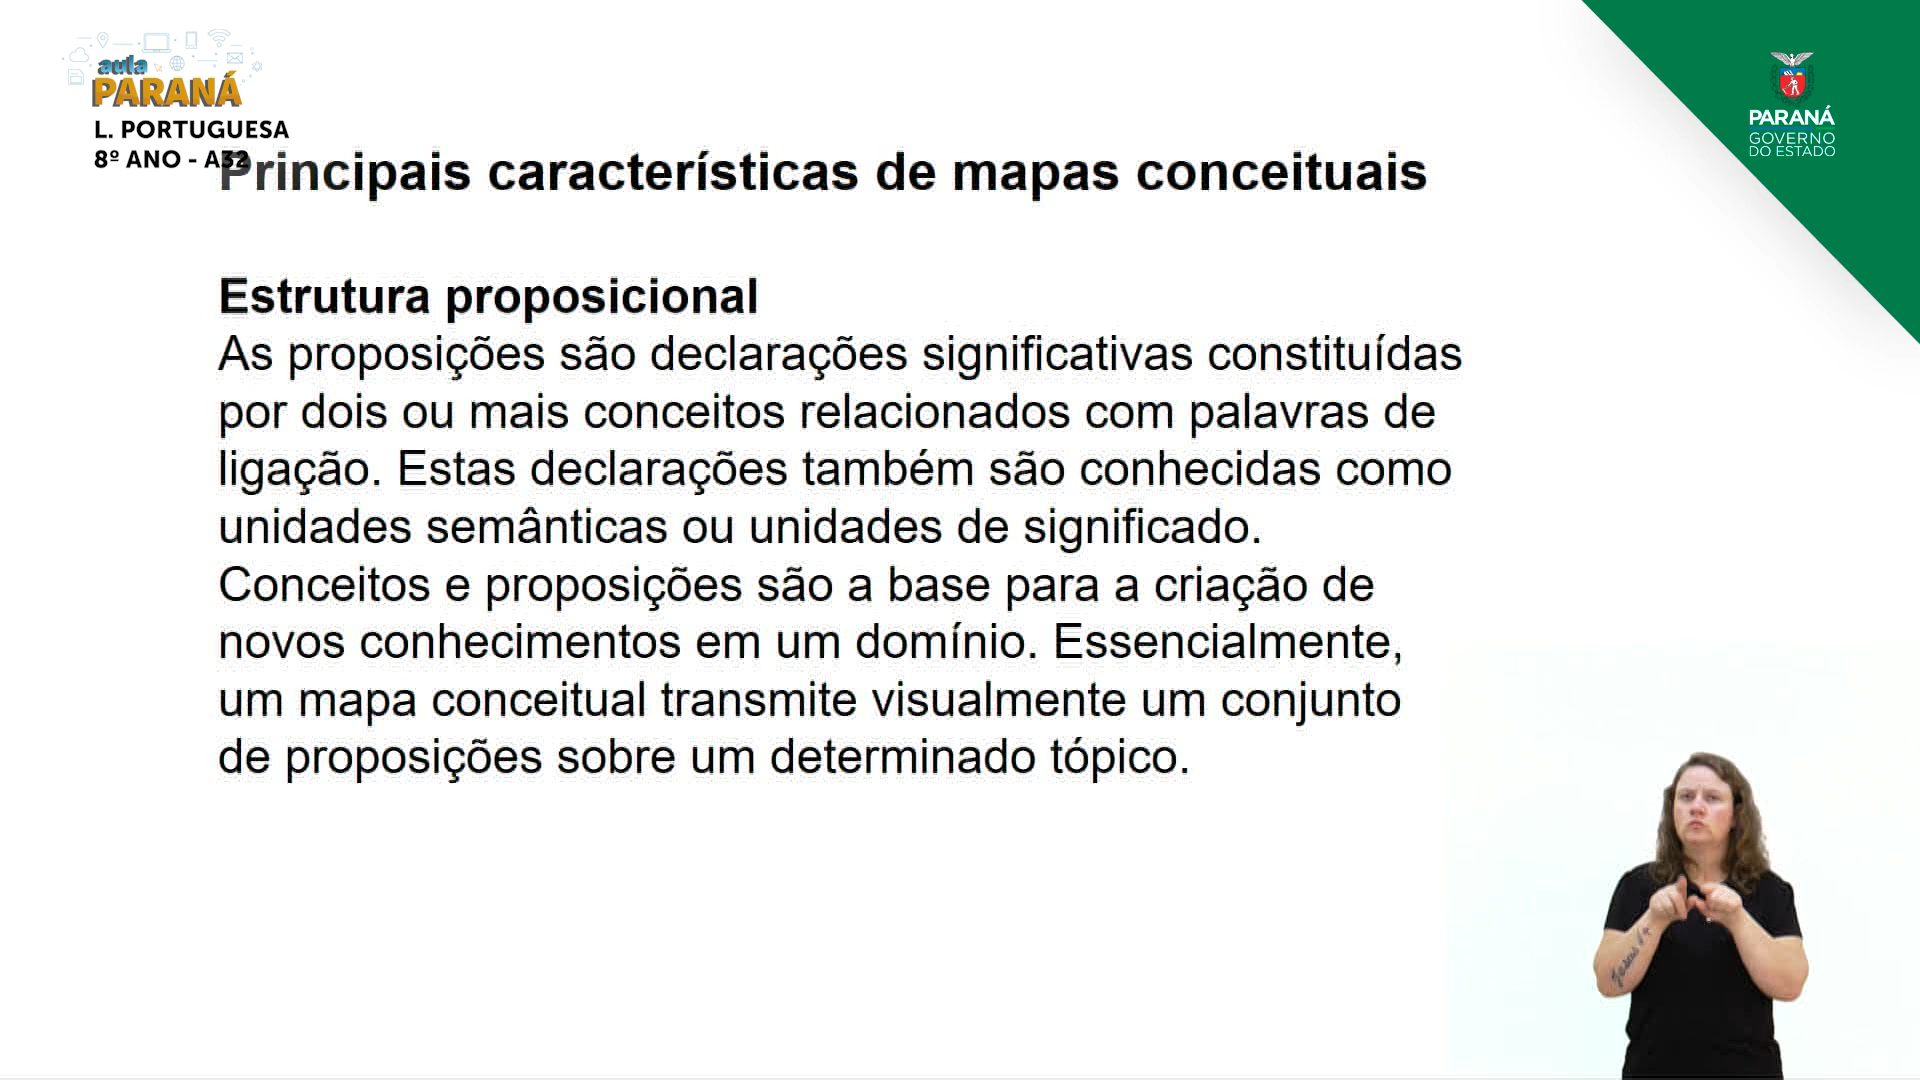 aula
PARANÁ
L. PORTUGUESA
8º ANO - A32
PARANÁ
GOVERNO
DO ESTADO
Principais características de mapas conceituais
Estrutura proposicional
As proposições são declarações significativas constituídas
por dois ou mais conceitos relacionados com palavras de
ligação. Estas declarações também são conhecidas como
unidades semânticas ou unidades de significado.
Conceitos e proposições são a base para a criação de
novos conhecimentos em um domínio. Essencialmente,
um mapa conceitual transmite visualmente um conjunto
de proposições sobre um determinado tópico.